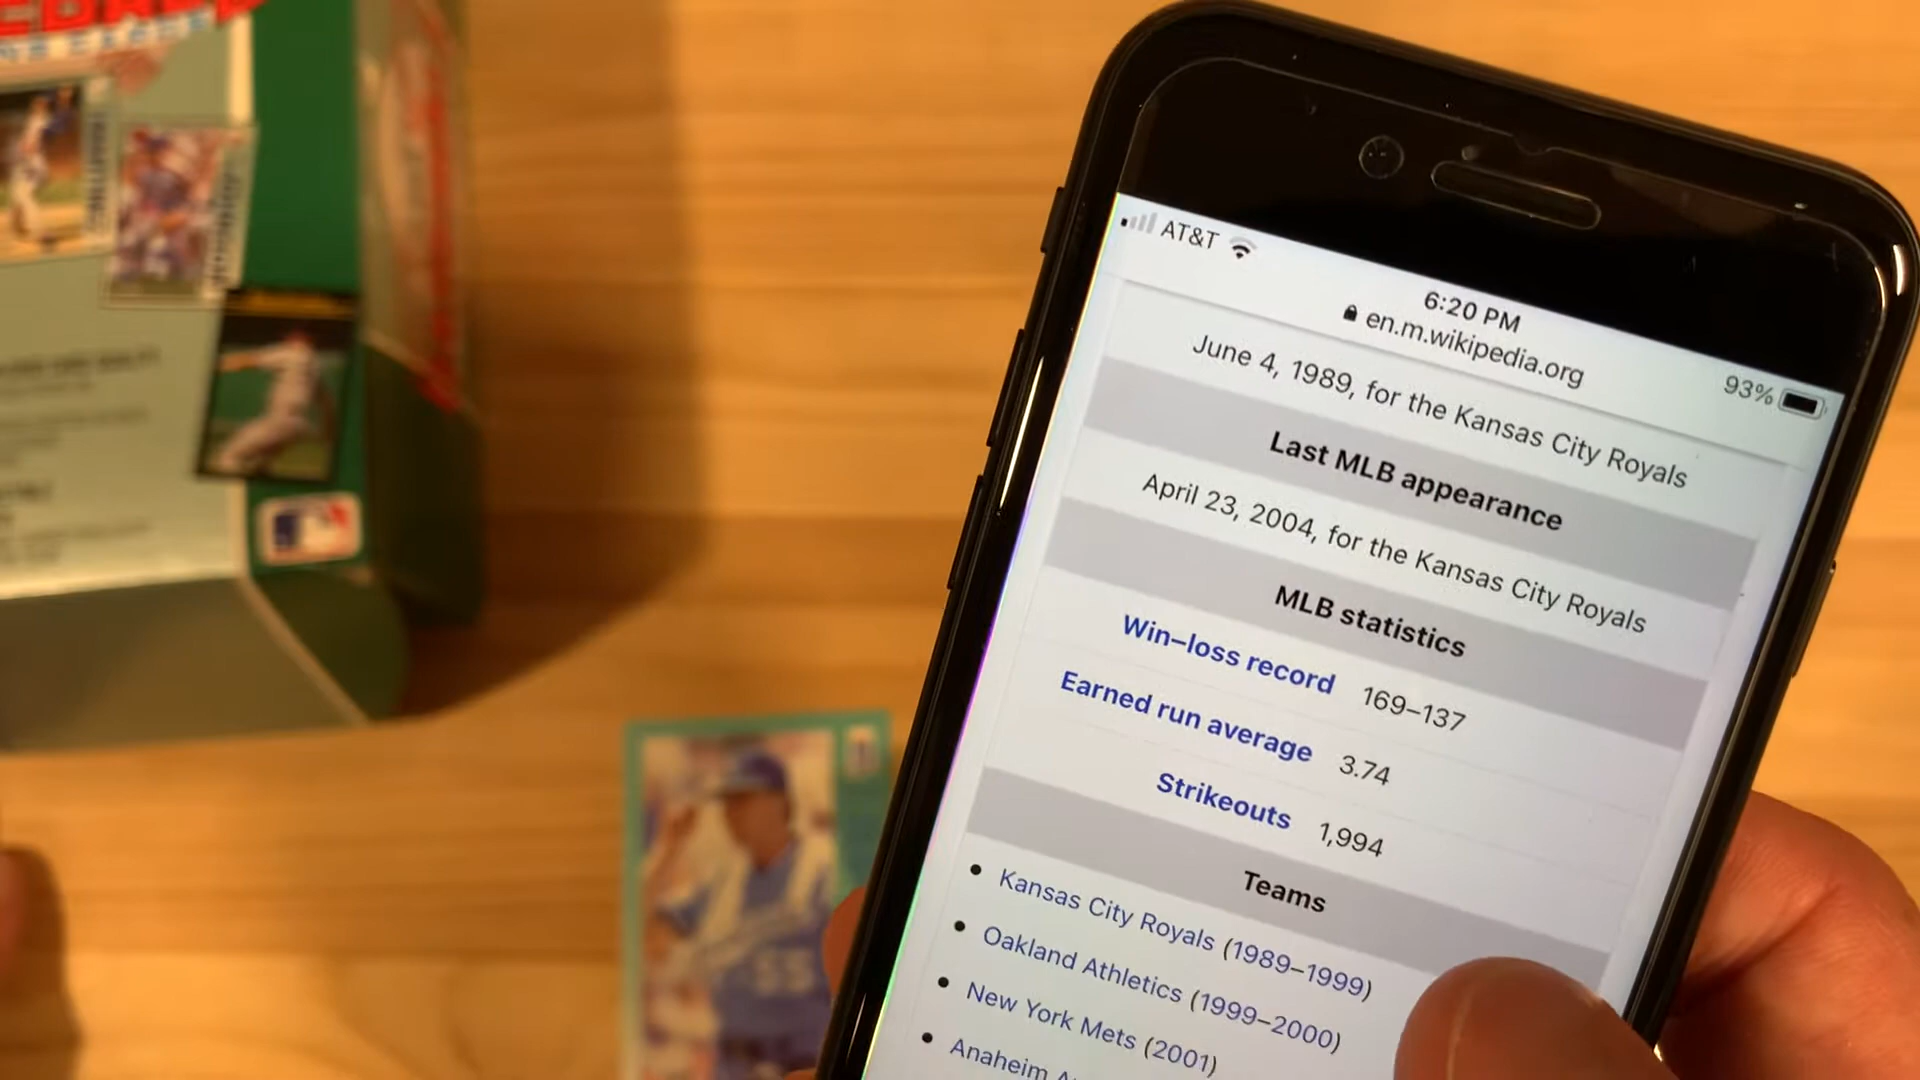 AT&T
6:20 PM
en.m.wikipedia.org
93%
June 4, 1989, for the Kansas City Royals
Last MLB appearance
April 23, 2004, for the Kansas City Royals
MLB statistics
Win–loss record 169–137
Earned run average 3.74
Strikeouts 1,994
Teams
• Kansas City Royals (1989–1999)
• Oakland Athletics (1999–2000)
• New York Mets (2001)
• Anaheim
55